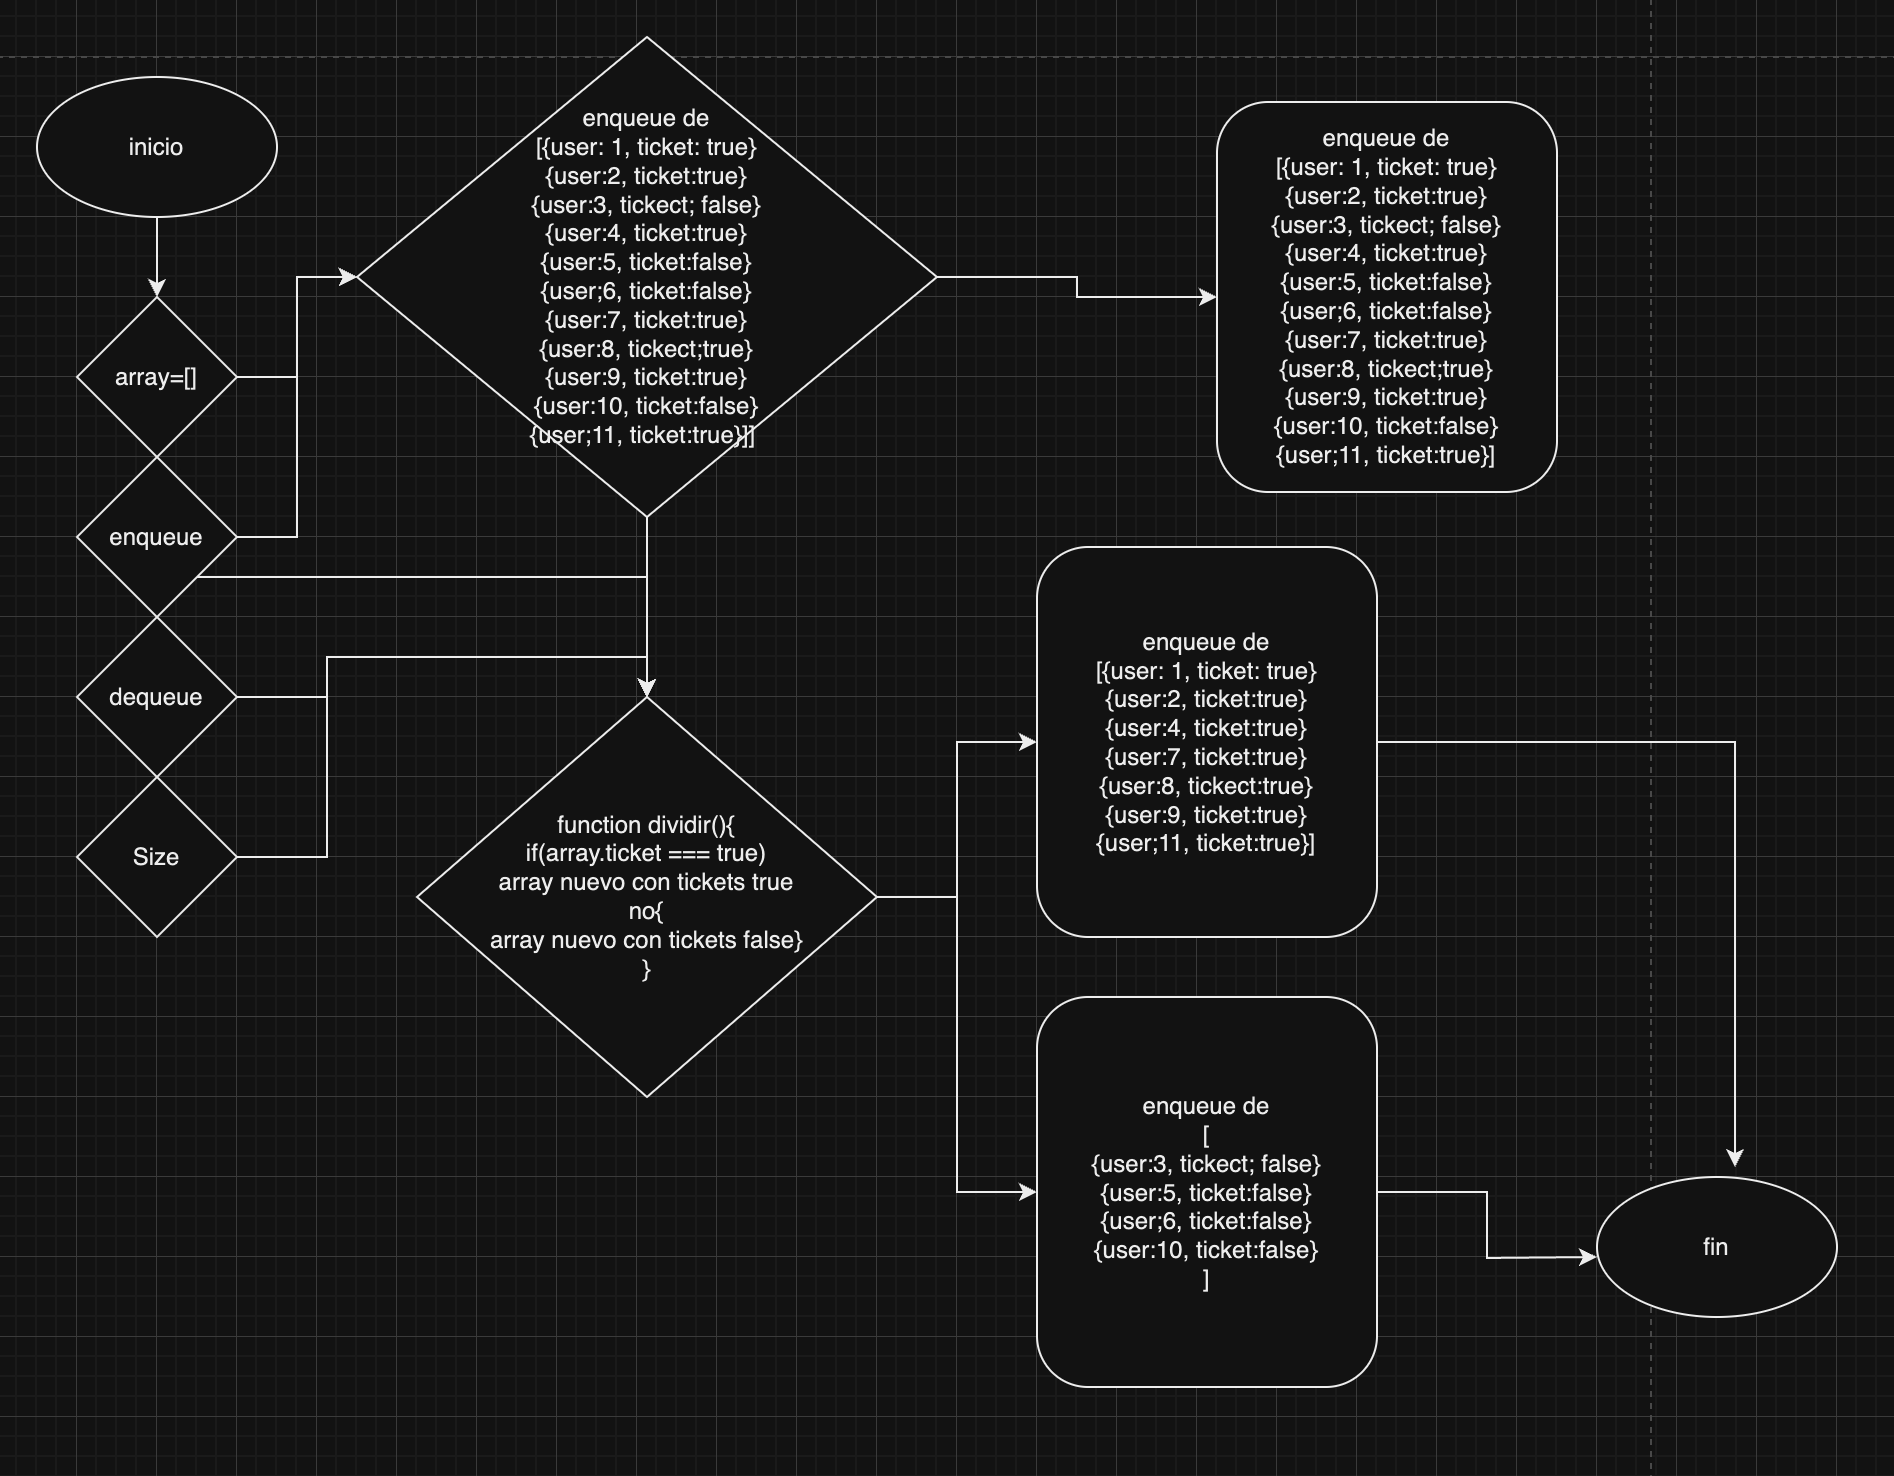 inicio
array=[]
enqueue
dequeue
Size
enqueue de
[{user: 1, ticket: true}
{user:2, ticket:true}
{user:3, tickect; false}
{user:4, ticket:true}
{user:5, ticket:false}
{user;6, ticket:false}
{user:7, ticket:true}
{user:8, tickect;true}
{user:9, ticket:true}
{user:10, ticket:false}
{user;11, ticket:true}]]
enqueue de
[{user: 1, ticket: true}
{user:2, ticket:true}
{user:3, tickect; false}
{user:4, ticket:true}
{user:5, ticket:false}
{user;6, ticket:false}
{user:7, ticket:true}
{user:8, tickect;true}
{user:9, ticket:true}
{user:10, ticket:false}
{user;11, ticket:true}]
function dividir(){
if(array.ticket === true)
array nuevo con tickets true
no{
array nuevo con tickets false}
}
enqueue de
[{user: 1, ticket: true}
{user:2, ticket:true}
{user:4, ticket:true}
{user:7, ticket:true}
{user:8, tickect:true}
{user:9, ticket:true}
{user;11, ticket:true}]
enqueue de
[
{user:3, tickect; false}
{user:5, ticket:false}
{user;6, ticket:false}
{user:10, ticket:false}
]
fin